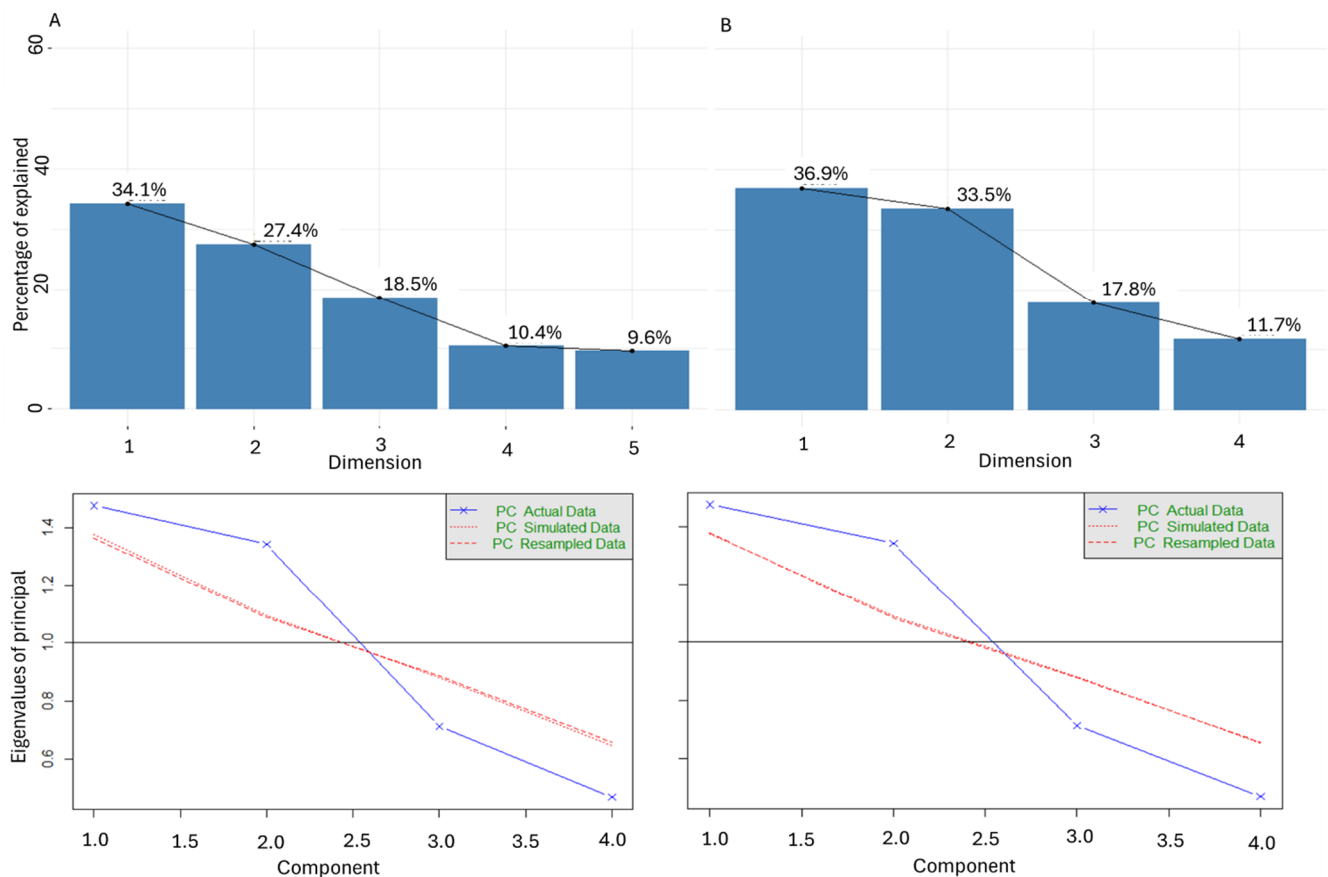 A
B
Percentage of explained
60
40
20
0
34.1%
27.4%
18.5%
10.4%
9.6%
1
2
3
4
5
Dimension
36.9%
33.5%
17.8%
11.7%
1
2
3
4
Dimension
Eigenvalues of principal
1.4
1.2
1.0
0.8
0.6
PC Actual Data
PC Simulated Data
PC Resampled Data
1.0
1.5
2.0
2.5
3.0
3.5
4.0
Component
PC Actual Data
PC Simulated Data
PC Resampled Data
1.0
1.5
2.0
2.5
3.0
3.5
4.0
Component